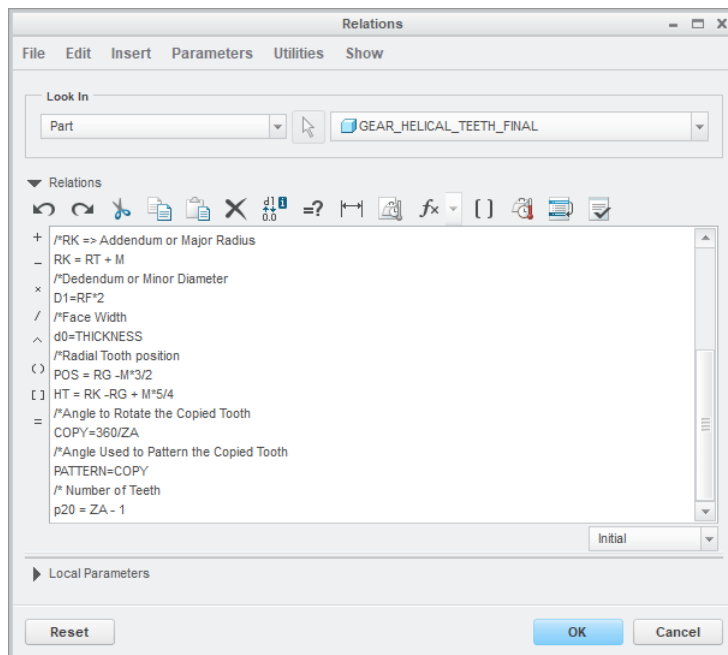 Relations
File Edit Insert Parameters Utilities Show
Look In
Part GEAR_HELICAL_TEETH_FINAL
Relations
/*RK => Addendum or Major Radius
RK = RT + M
/*Dedendum or Minor Diameter
D1=RF*2
/*Face Width
d0=THICKNESS
/*Radial Tooth position
POS = RG -M*3/2
HT = RK -RG + M*5/4
/*Angle to Rotate the Copied Tooth
COPY=360/ZA
/*Angle Used to Pattern the Copied Tooth
PATTERN=COPY
/* Number of Teeth
p20 = ZA - 1
Initial
Local Parameters
Reset OK Cancel